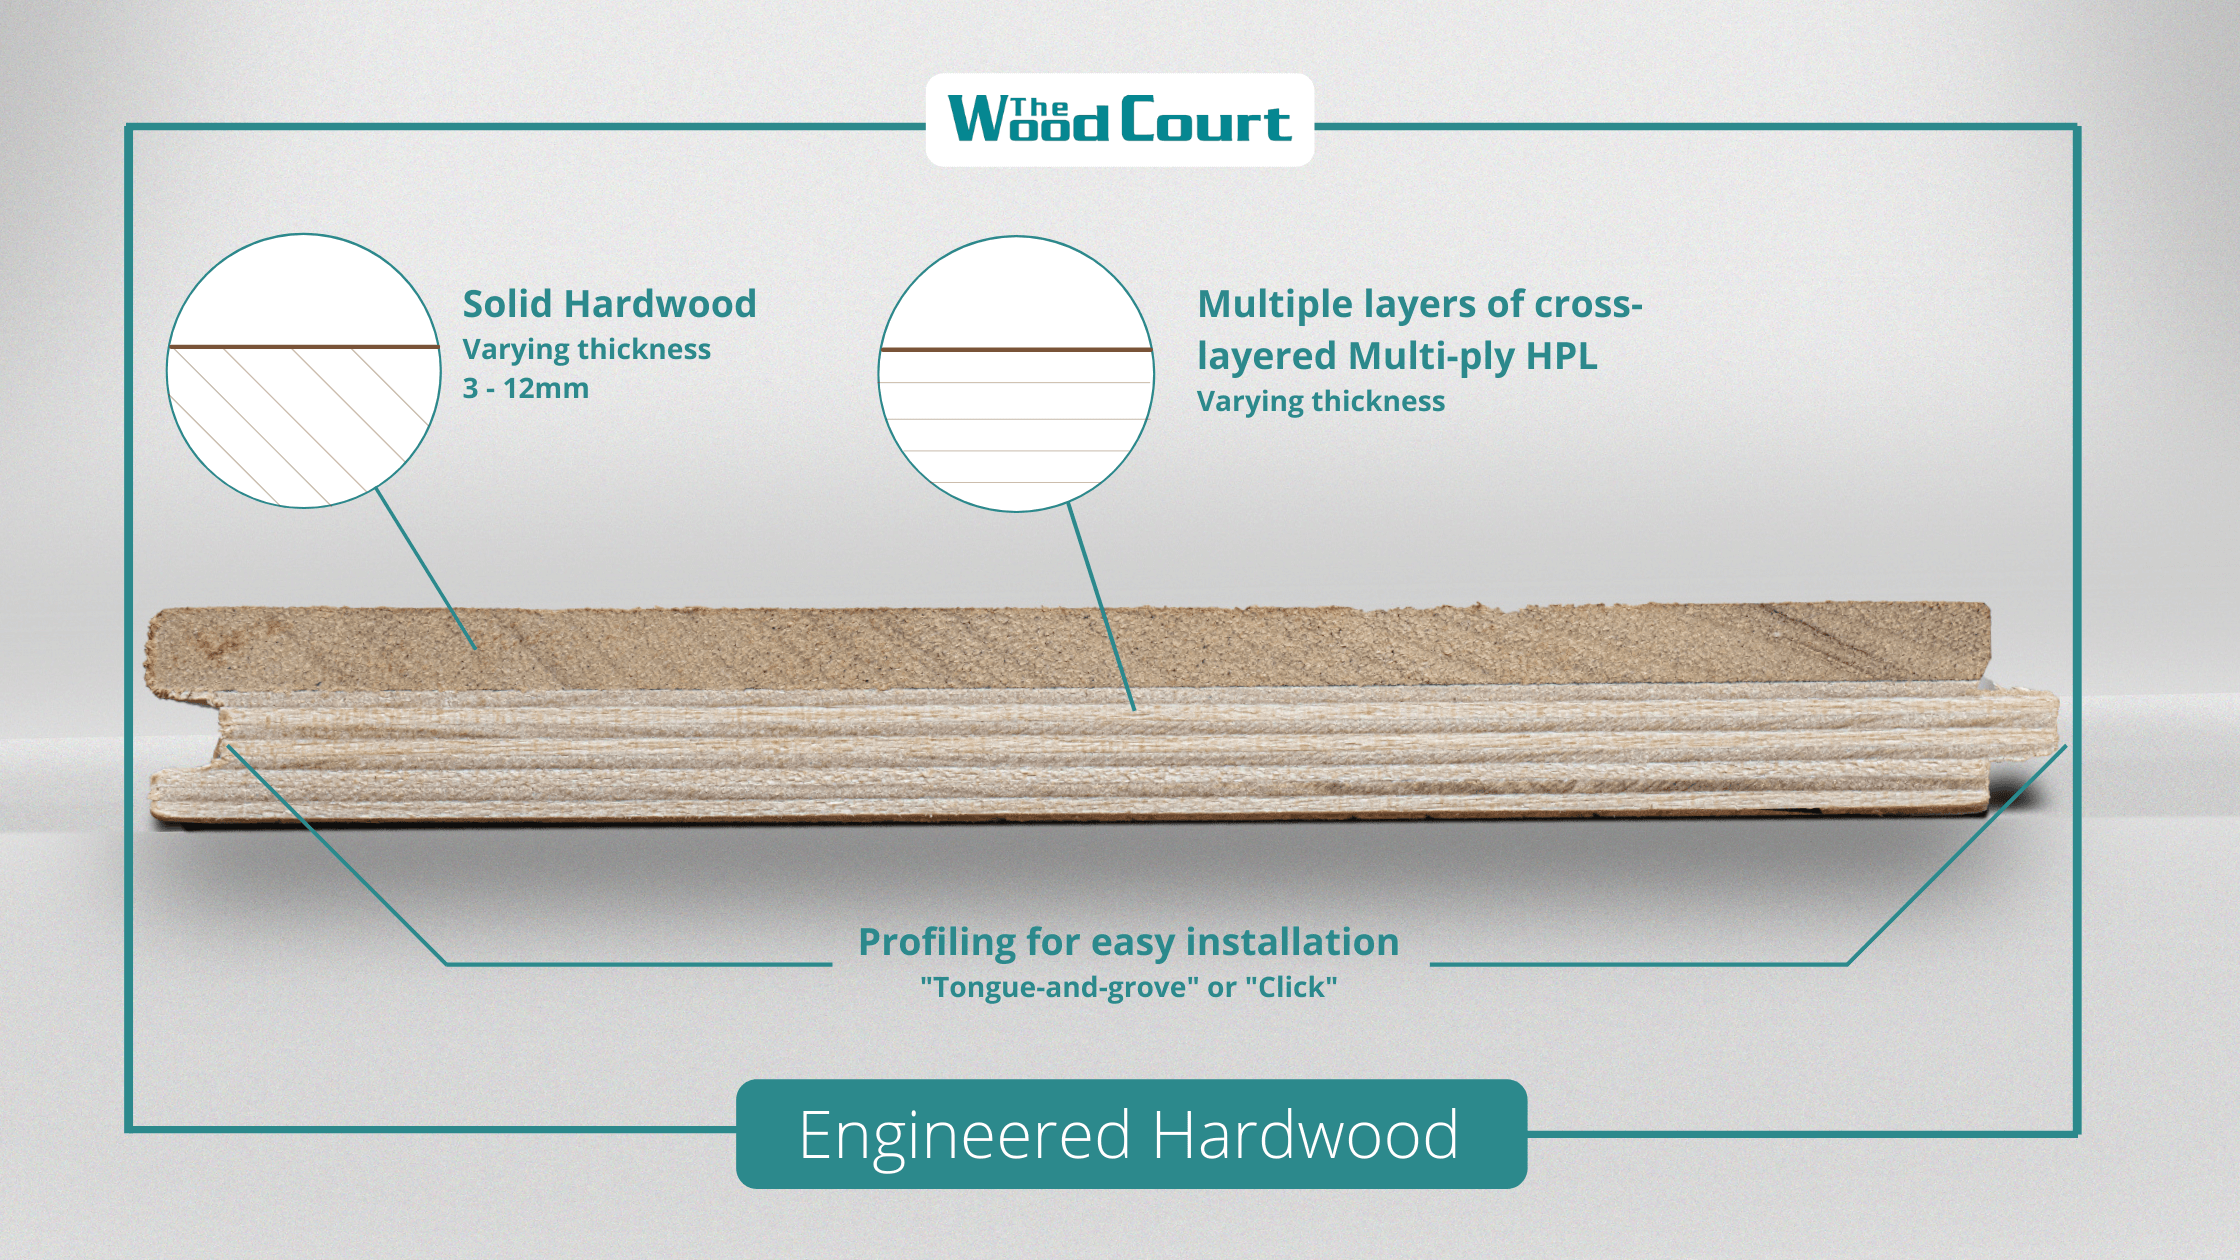 The Wood Court
Solid Hardwood
Varying thickness
3 - 12mm
Multiple layers of cross-
layered Multi-ply HPL
Varying thickness
Profiling for easy installation
"Tongue-and-grove" or "Click"
Engineered Hardwood